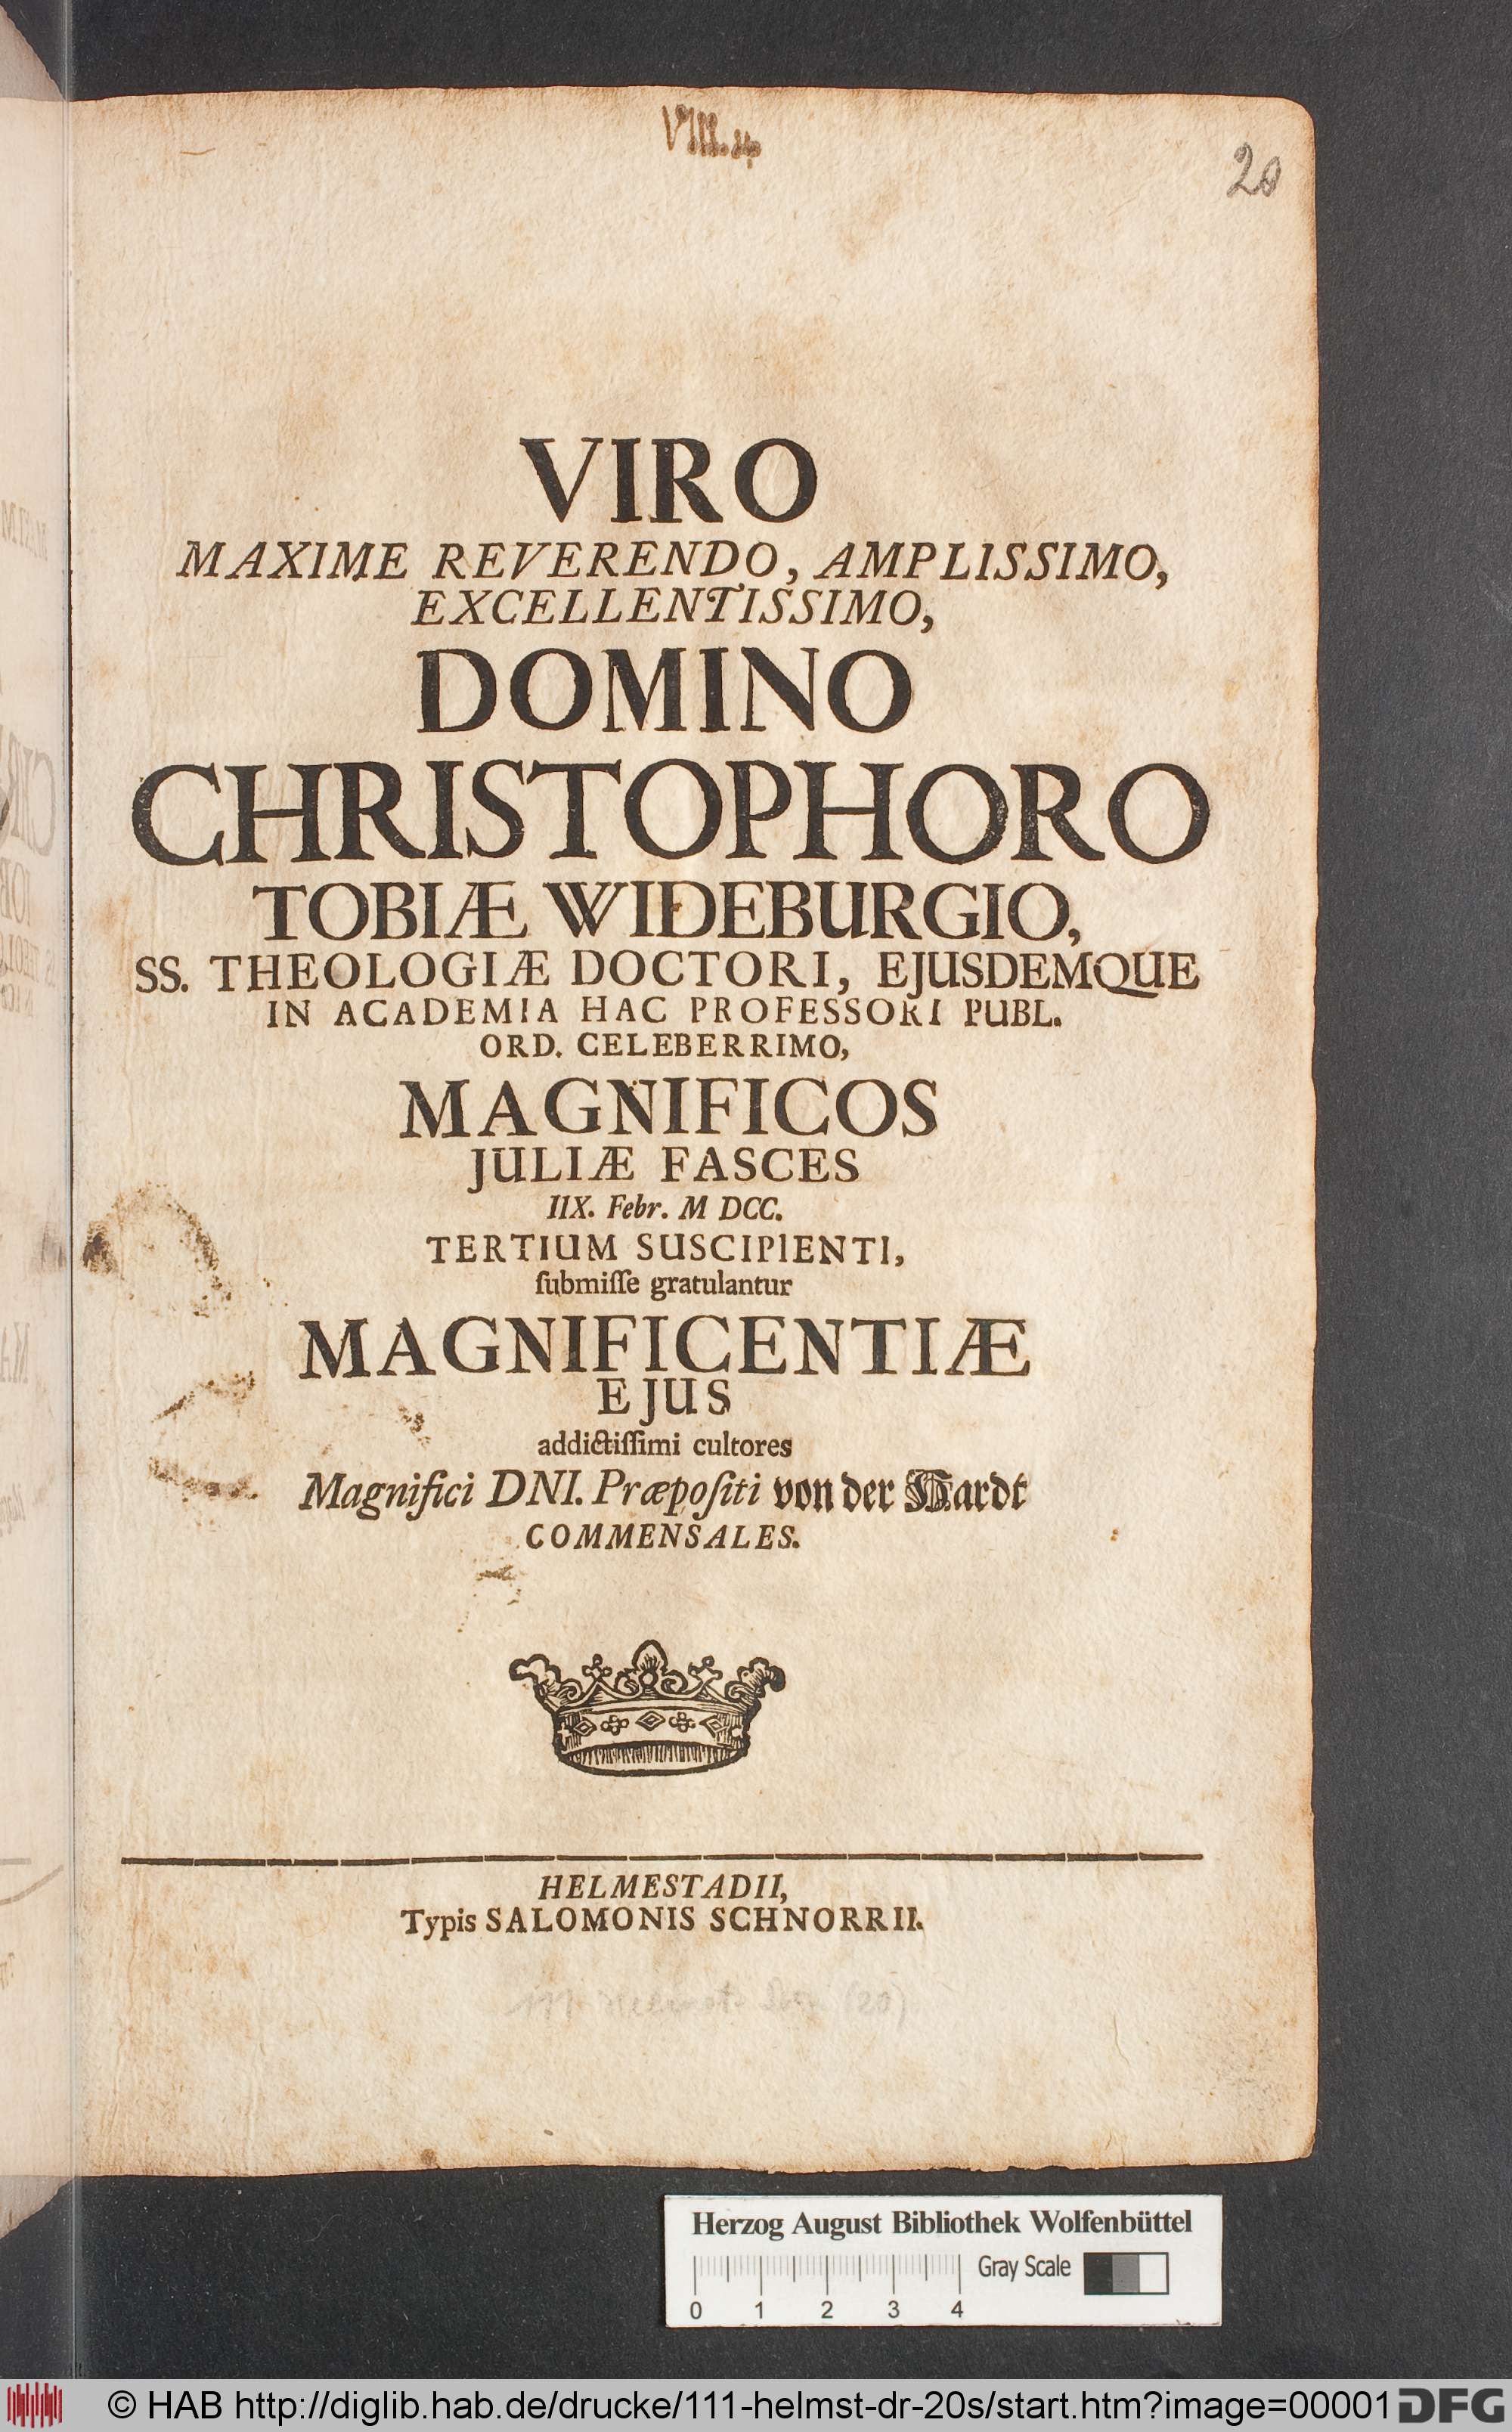 VIII. 24
20
VIRO
MAXIME REVERENDO, AMPLISSIMO,
EXCELLENTISSIMO,
DOMINO
CHRISTOPHORO
TOBIÆ WIDEBURGIO,
SS. THEOLOGIÆ DOCTORI, EJUSDEMQUE
IN ACADEMIA HAC PROFESSORI PUBL.
ORD. CELEBERRIMO,
MAGNIFICOS
JULIÆ FASCES
IIX. Febr. M DCC.
TERTIUM SUSCIPIENTI,
ſubmiſſe gratulantur
MAGNIFICENTIÆ
EJUS
addictiſſimi cultores
Magnifici DNI. Præpoſiti von der Hardt
COMMENSALES.
HELMESTADII,
Typis SALOMONIS SCHNORRII.
(20)
Herzog August Bibliothek Wolfenbüttel
Gray Scale
0 1 2 3 4
© HAB http://diglib.hab.de/drucke/111-helmst-dr-20s/start.htm?image=00001
DFG